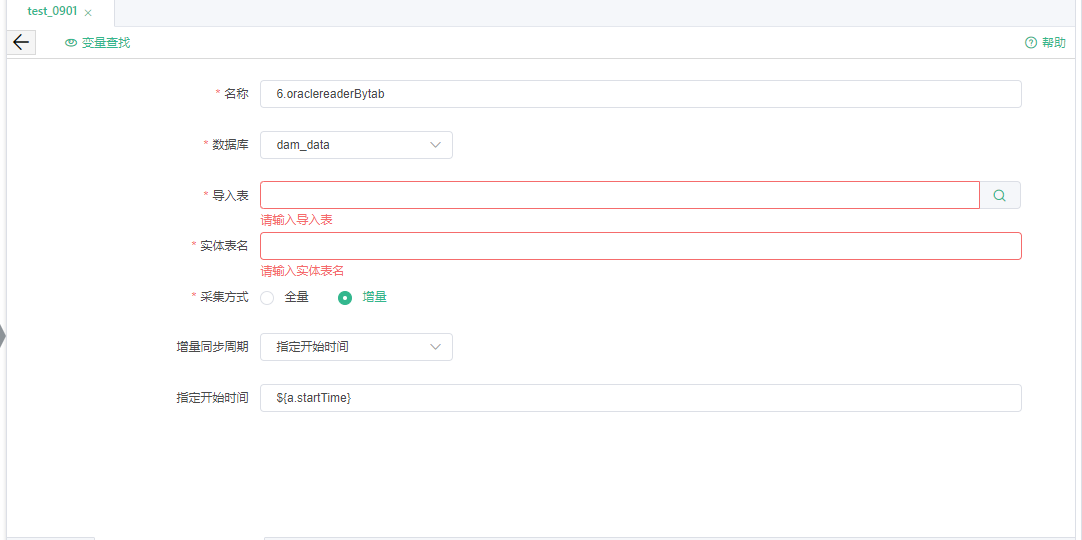 test_0901
变量查找
帮助
* 名称 6.oraclereaderBytab
* 数据库 dam_data
* 导入表
请输入导入表
* 实体表名
请输入实体表名
* 采集方式 全量 增量
增量同步周期 指定开始时间
指定开始时间 ${a.startTime}